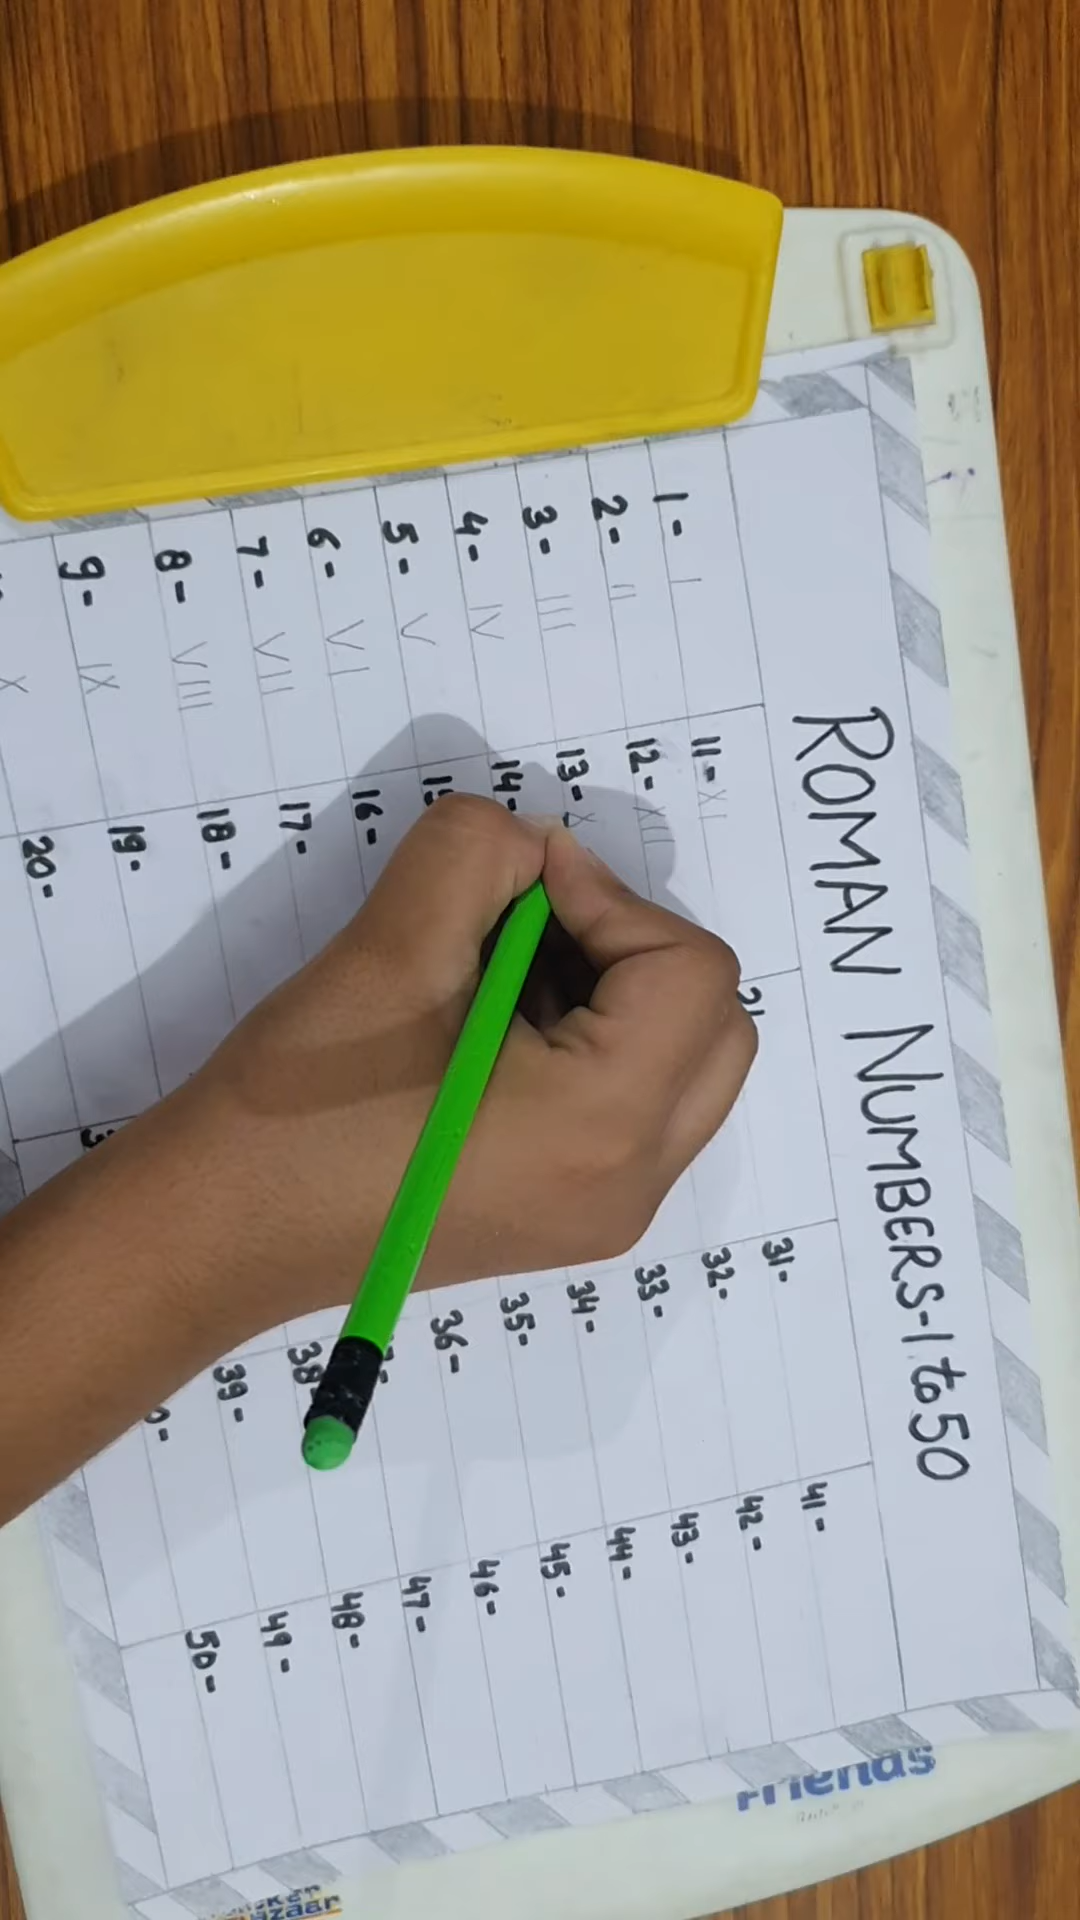 ROMAN NUMBERS-1 to 50
1- I
2- II
3- III
4- IV
5- V
6- VI
7- VII
8- VIII
9- IX
X
11- XI
12- XII
13- X
14-
16-
17-
18-
19-
20-
21
31-
32-
33-
34-
35-
36-
38
39-
41-
42-
43-
44-
45-
46-
47-
48-
49-
50-
Friends